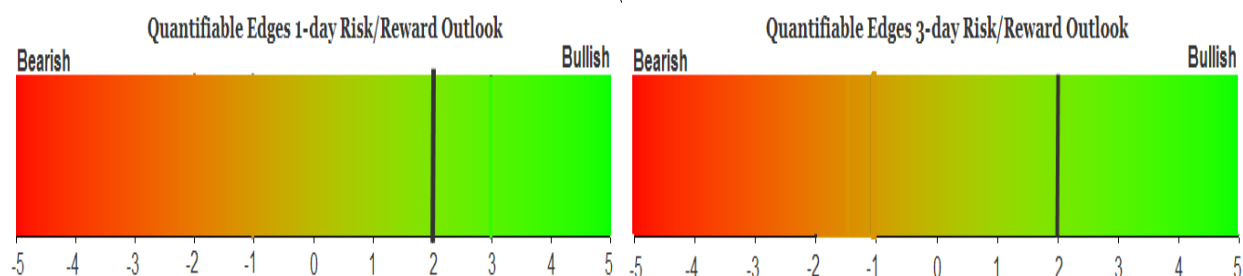 Quantifiable Edges 1-day Risk/Reward Outlook
Bearish Bullish
-5 -4 -3 -2 -1 0 1 2 3 4 5
Quantifiable Edges 3-day Risk/Reward Outlook
Bearish Bullish
-5 -4 -3 -2 -1 0 1 2 3 4 5